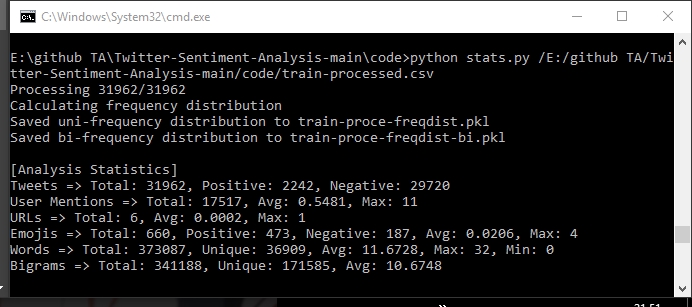 C:\Windows\System32\cmd.exe
E:\github TA\Twitter-Sentiment-Analysis-main\code>python stats.py /E:/github TA/Twi
tter-Sentiment-Analysis-main/code/train-processed.csv
Processing 31962/31962
Calculating frequency distribution
Saved uni-frequency distribution to train-proce-freqdist.pkl
Saved bi-frequency distribution to train-proce-freqdist-bi.pkl
[Analysis Statistics]
Tweets => Total: 31962, Positive: 2242, Negative: 29720
User Mentions => Total: 17517, Avg: 0.5481, Max: 11
URLs => Total: 6, Avg: 0.0002, Max: 1
Emojis => Total: 660, Positive: 473, Negative: 187, Avg: 0.0206, Max: 4
Words => Total: 373087, Unique: 36909, Avg: 11.6728, Max: 32, Min: 0
Bigrams => Total: 341188, Unique: 171585, Avg: 10.6748